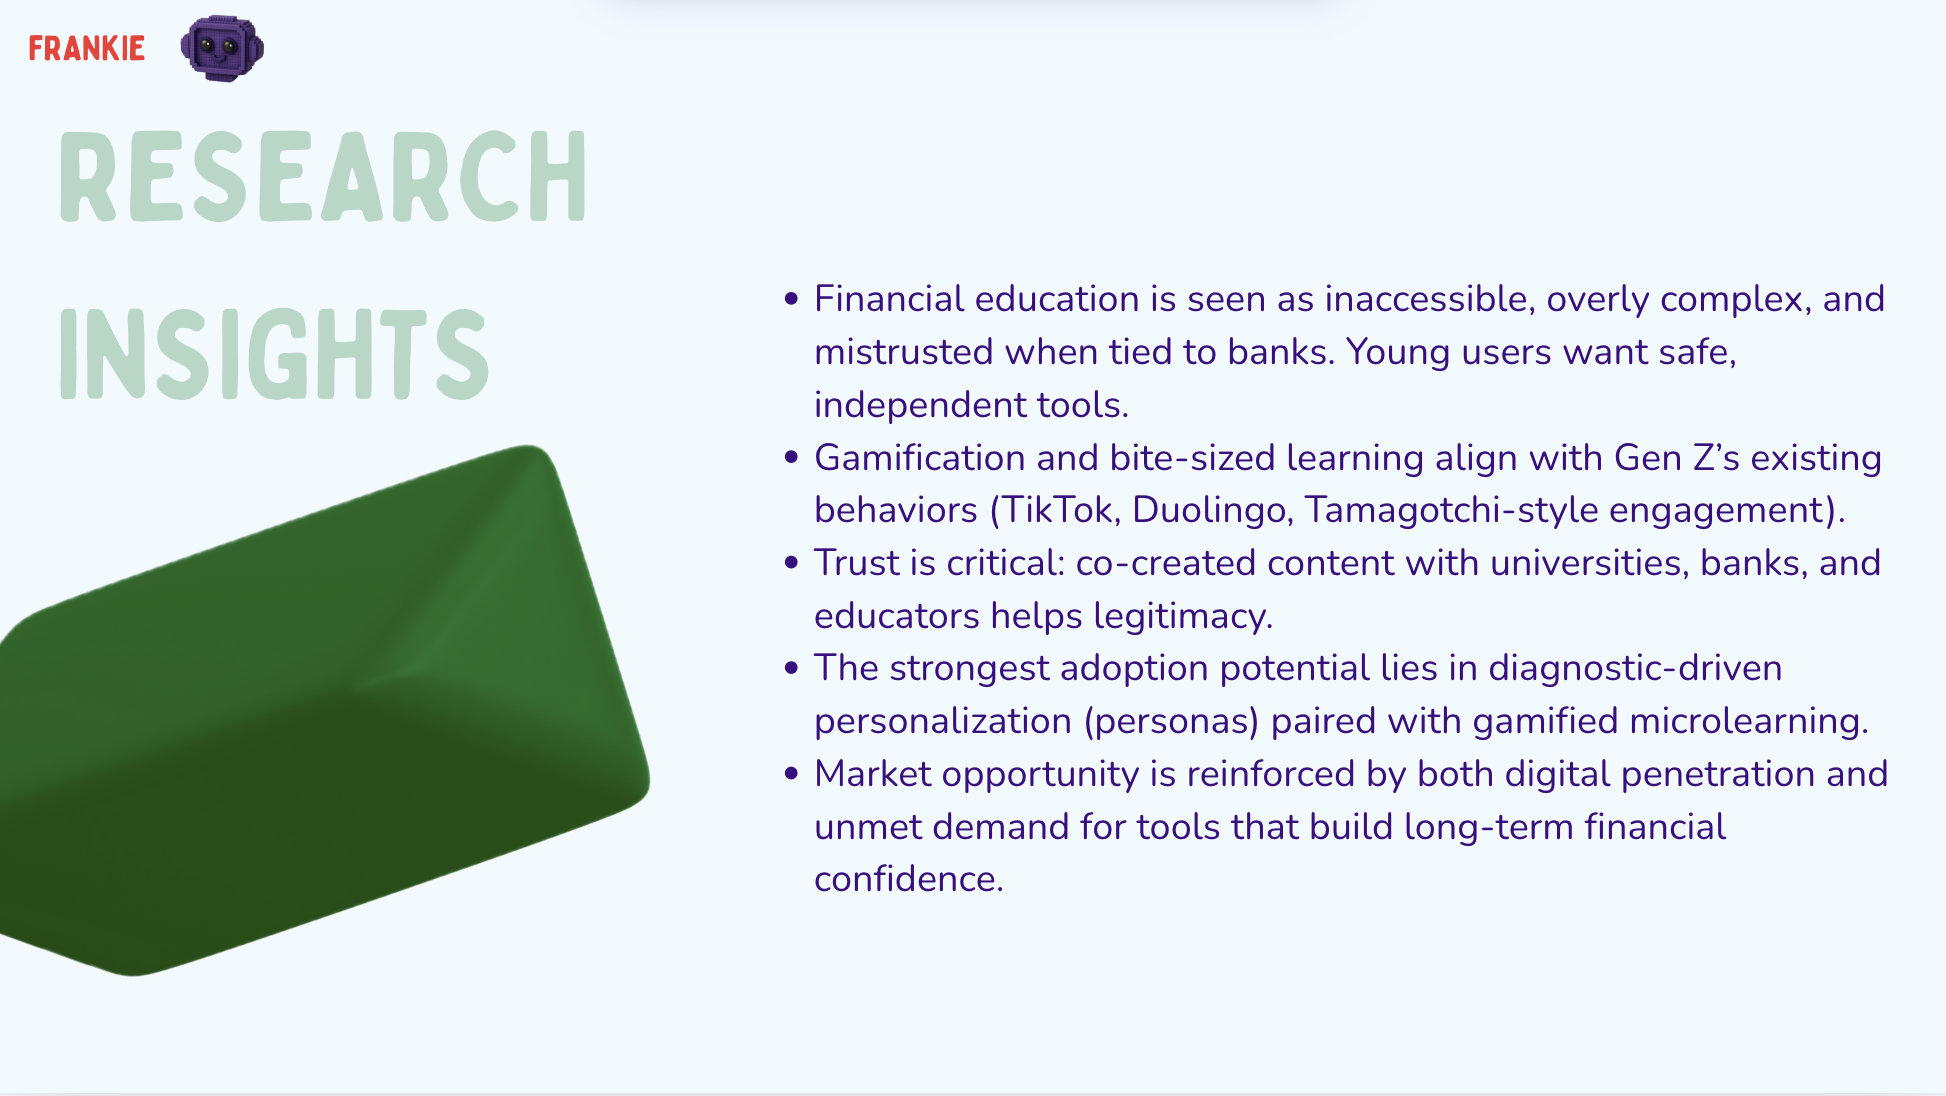 FRANKIE
RESEARCH
INSIGHTS
• Financial education is seen as inaccessible, overly complex, and
mistrusted when tied to banks. Young users want safe,
independent tools.
• Gamification and bite-sized learning align with Gen Z’s existing
behaviors (TikTok, Duolingo, Tamagotchi-style engagement).
• Trust is critical: co-created content with universities, banks, and
educators helps legitimacy.
• The strongest adoption potential lies in diagnostic-driven
personalization (personas) paired with gamified microlearning.
• Market opportunity is reinforced by both digital penetration and
unmet demand for tools that build long-term financial
confidence.